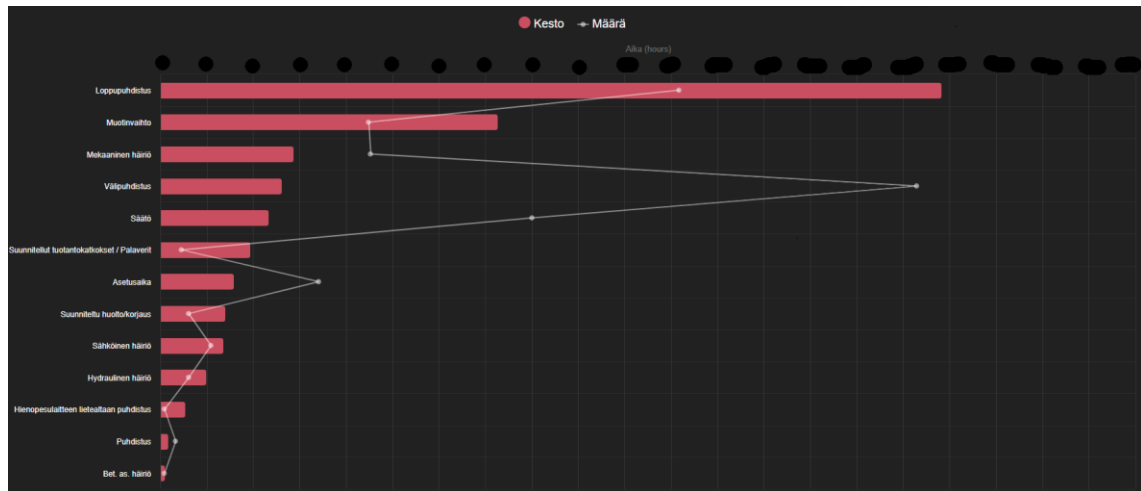 Kesto Määrä
Aika (hours)
Loppupuhdistus
Muotinvaihto
Mekaaninen häiriö
Välipuhdistus
Säätö
Suunnitellut tuotantokatkokset / Palaverit
Asetusaika
Suunniteltu huolto/korjaus
Sähköinen häiriö
Hydraulinen häiriö
Hienopesulaitteen lietealtaan puhdistus
Puhdistus
Bet. as. häiriö